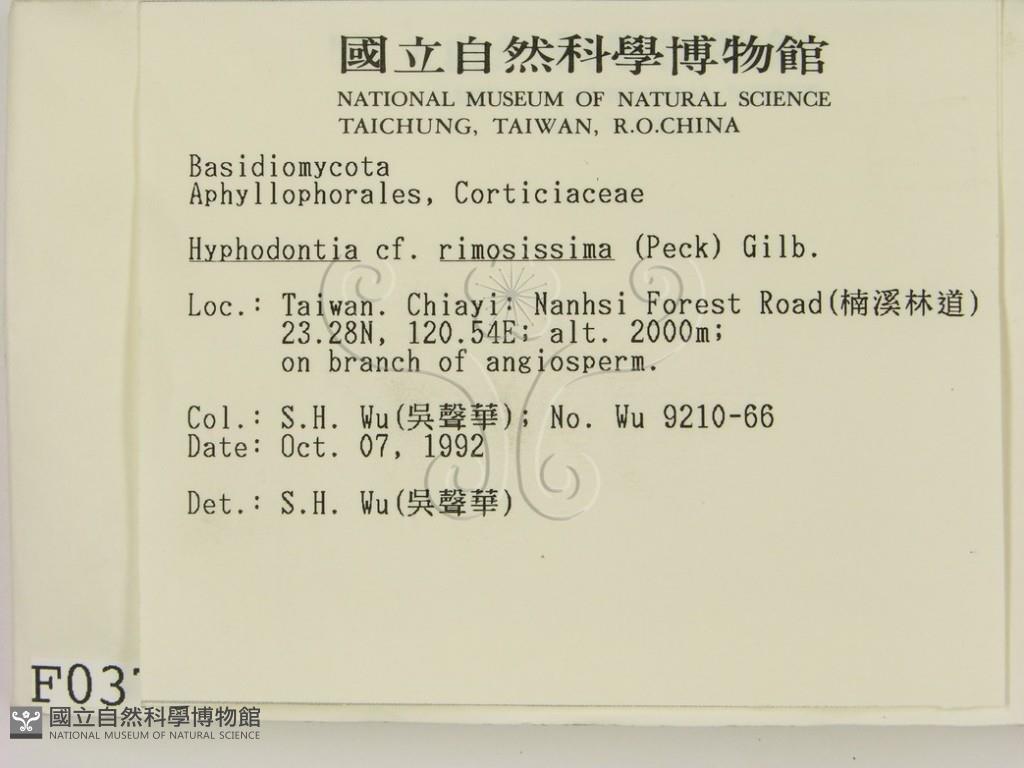 國立自然科學博物館
NATIONAL MUSEUM OF NATURAL SCIENCE
TAICHUNG, TAIWAN, R.O.CHINA
Basidiomycota
Aphyllophorales, Corticiaceae
Hyphodontia cf. rimosissima (Peck) Gilb.
Loc.: Taiwan. Chiayi: Nanhsi Forest Road(楠溪林道)
23.28N, 120.54E; alt. 2000m;
on branch of angiosperm.
Col.: S.H. Wu(吳聲華); No. Wu 9210-66
Date: Oct. 07, 1992
Det.: S.H. Wu(吳聲華)
F03
國立自然科學博物館
NATIONAL MUSEUM OF NATURAL SCIENCE